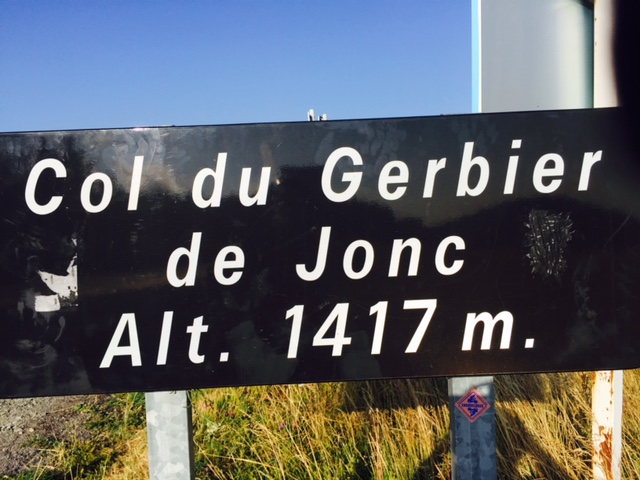 Col du Gerbier
de Jonc
Alt. 1417 m.